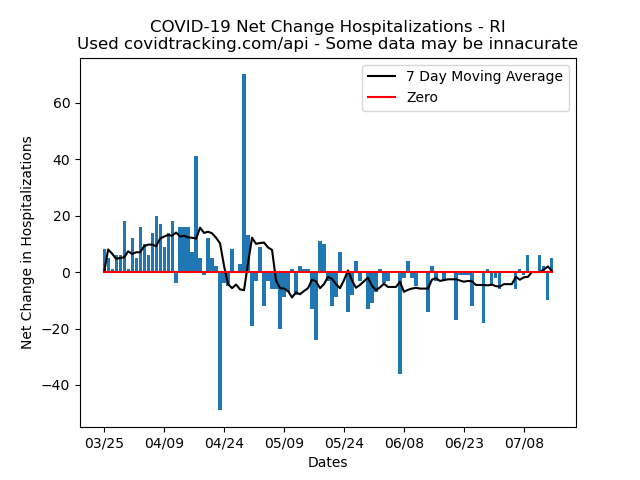 COVID-19 Net Change Hospitalizations - RI
Used covidtracking.com/api - Some data may be innacurate
7 Day Moving Average
Zero
Net Change in Hospitalizations
60
40
20
0
−20
−40
03/25 04/09 04/24 05/09 05/24 06/08 06/23 07/08
Dates